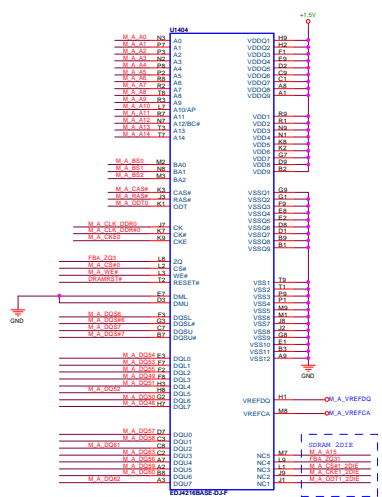 +1.5V
U1404
M_A_A0 N3 A0 VDDQ1 H9
M_A_A1 P7 A1 VDDQ2 H2
M_A_A2 P3 A2 VDDQ3 F1
M_A_A3 N2 A3 VDDQ4 E9
M_A_A4 P8 A4 VDDQ5 D2
M_A_A5 P2 A5 VDDQ6 C9
M_A_A6 R8 A6 VDDQ7 C1
M_A_A7 R2 A7 VDDQ8 A8
M_A_A8 T8 A8 VDDQ9 A1
M_A_A9 R3 A9
M_A_A10 L7 A10/AP
M_A_A11 R7 A11 VDD1 R9
M_A_A12 N7 A12/BC# VDD2 R1
M_A_A13 T3 A13 VDD3 N9
M_A_A14 T7 A14 VDD4 N1
VDD5 K8
VDD6 K2
VDD7 G7
M_A_BS0 M2 BA0 VDD8 D9
M_A_BS1 N8 BA1 VDD9 B2
M_A_BS2 M3 BA2
M_A_CAS# K3 CAS# VSSQ1 G9
M_A_RAS# J3 RAS# VSSQ2 G1
M_A_ODT0 K1 ODT VSSQ3 F9
VSSQ4 E8
VSSQ5 E2
M_A_CLK_DDR0 J7 CK VSSQ6 D8
M_A_CLK_DDR#0 K7 CK# VSSQ7 D1
M_A_CKE0 K9 CKE VSSQ8 B9
VSSQ9 B1
FBA_ZQ3 L8 ZQ
M_A_CS#0 L2 CS#
M_A_WE# L3 WE#
DRAMRST# T2 RESET# VSS1 T9
VSS2 T1
E7 DML VSS3 P9
D3 DMU VSS4 P1
VSS5 M9
GND
M_A_DQS6 F3 DQSL VSS6 M1
M_A_DQS#6 G3 DQSL# VSS7 J8
M_A_DQS7 C7 DQSU VSS8 J2
M_A_DQS#7 B7 DQSU# VSS9 G8
VSS10 E1
VSS11 B3
M_A_DQ54 E3 DQL0 VSS12 A9
F7 DQL1
F2 DQL2 GND
M_A_DQ49 F8 DQL3
H3 DQL4
M_A_DQ52 H8 DQL5
G2 DQL6 VREFDQ H1 M_A_VREFDQ
M_A_DQ48 H7 DQL7
VREFCA M8 M_A_VREFCA
M_A_DQ57 D7 DQU0
M_A_DQ58 C3 DQU1
M_A_DQ61 C8 DQU2 SDRAM 2DIE
M_A_DQ63 C2 DQU3 NC5 M7 M_A_A15
A7 DQU4 NC4 L9 FBA_ZQ31
A2 DQU5 NC3 L1 M_A_CS#1_2DIE
B8 DQU6 NC2 J9 M_A_CKE1_2DIE
M_A_DQ62 A3 DQU7 NC1 J1 M_A_ODT1_2DIE
EDJ4216BASE-DJ-F